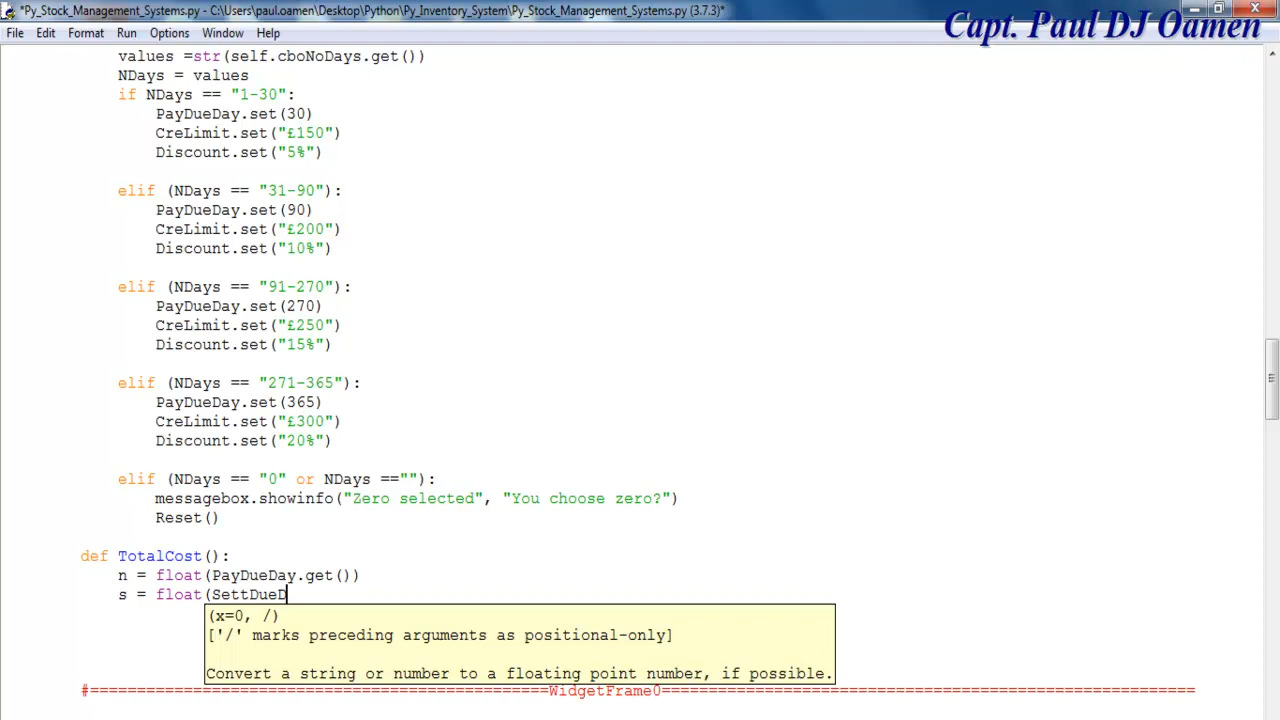 *Py_Stock_Management_Systems.py - C:\Users\paul.oamen\Desktop\Python\Py_Inventory_System\Py_Stock_Management_Systems.py (3.7.3)*
Capt. Paul DJ Oamen
File Edit Format Run Options Window Help
values =str(self.cboNoDays.get())
NDays = values
if NDays == "1-30":
PayDueDay.set(30)
CreLimit.set("£150")
Discount.set("5%")
elif (NDays == "31-90"):
PayDueDay.set(90)
CreLimit.set("£200")
Discount.set("10%")
elif (NDays == "91-270"):
PayDueDay.set(270)
CreLimit.set("£250")
Discount.set("15%")
elif (NDays == "271-365"):
PayDueDay.set(365)
CreLimit.set("£300")
Discount.set("20%")
elif (NDays == "0" or NDays ==""):
messagebox.showinfo("Zero selected", "You choose zero?")
Reset()
def TotalCost():
n = float(PayDueDay.get())
s = float(SettDueD
(x=0, /)
['/' marks preceding arguments as positional-only]
Convert a string or number to a floating point number, if possible.
#=================================================WidgetFrame0=========================================================